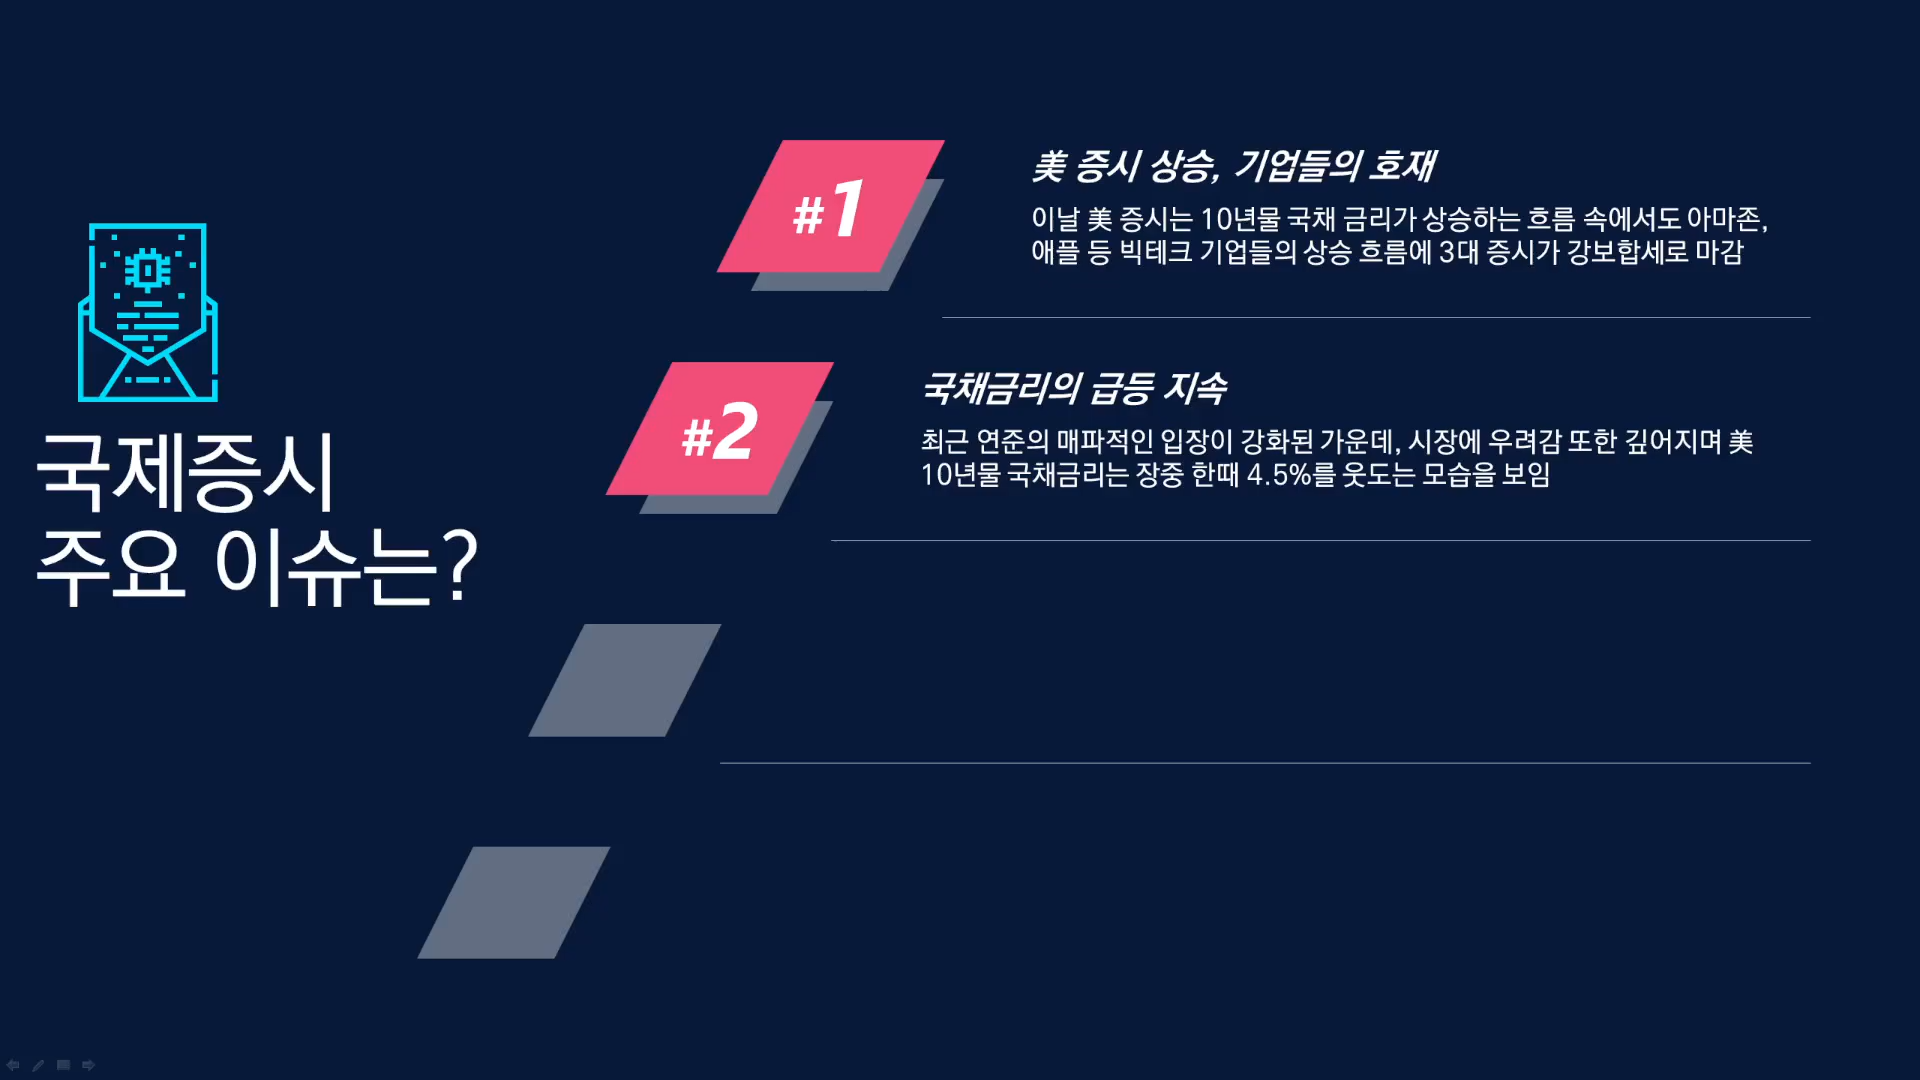 국제증시
주요 이슈는?
#1
美 증시 상승, 기업들의 호재
이날 美 증시는 10년물 국채 금리가 상승하는 흐름 속에서도 아마존,
애플 등 빅테크 기업들의 상승 흐름에 3대 증시가 강보합세로 마감
#2
국채금리의 급등 지속
최근 연준의 매파적인 입장이 강화된 가운데, 시장에 우려감 또한 깊어지며 美
10년물 국채금리는 장중 한때 4.5%를 웃도는 모습을 보임